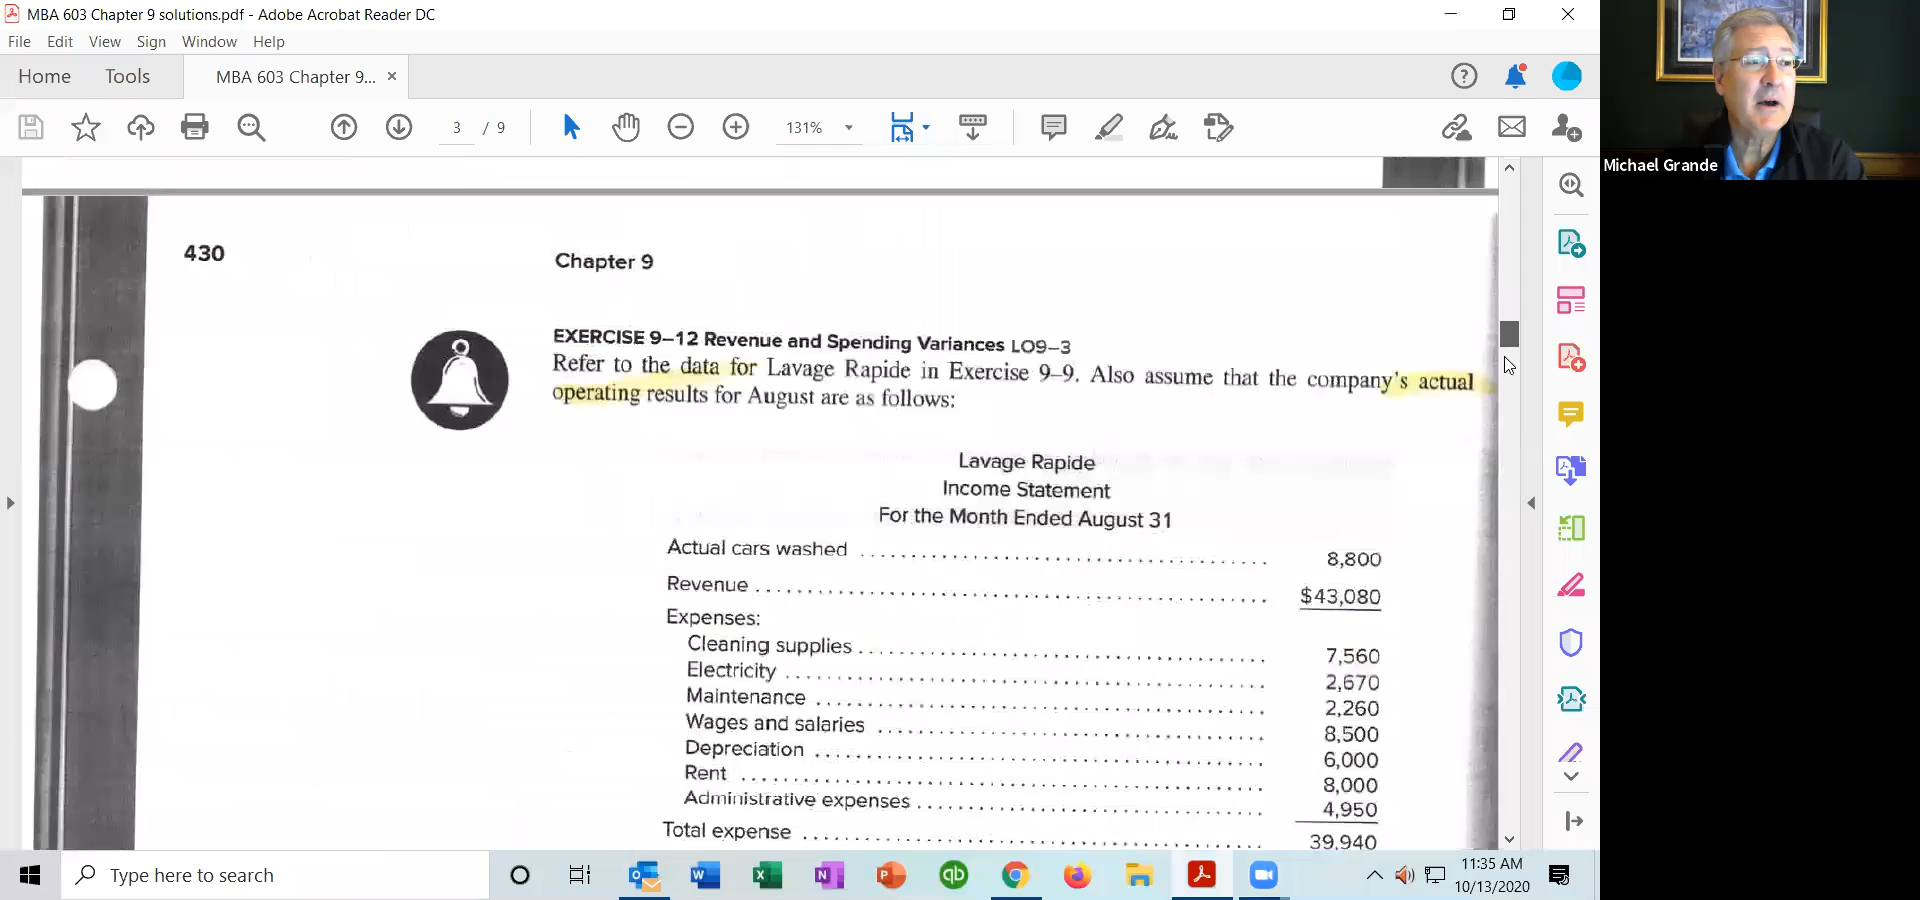 MBA 603 Chapter 9 solutions.pdf - Adobe Acrobat Reader DC
File Edit View Sign Window Help
Home Tools MBA 603 Chapter 9... ×
3 / 9 131%
Michael Grande
430
Chapter 9
EXERCISE 9–12 Revenue and Spending Variances LO9–3
Refer to the data for Lavage Rapide in Exercise 9–9. Also assume that the company's actual
operating results for August are as follows:
Lavage Rapide
Income Statement
For the Month Ended August 31
Actual cars washed 8,800
Revenue $43,080
Expenses:
Cleaning supplies 7,560
Electricity 2,670
Maintenance 2,260
Wages and salaries 8,500
Depreciation 6,000
Rent 8,000
Administrative expenses 4,950
Total expense 39,940
Type here to search
11:35 AM
10/13/2020